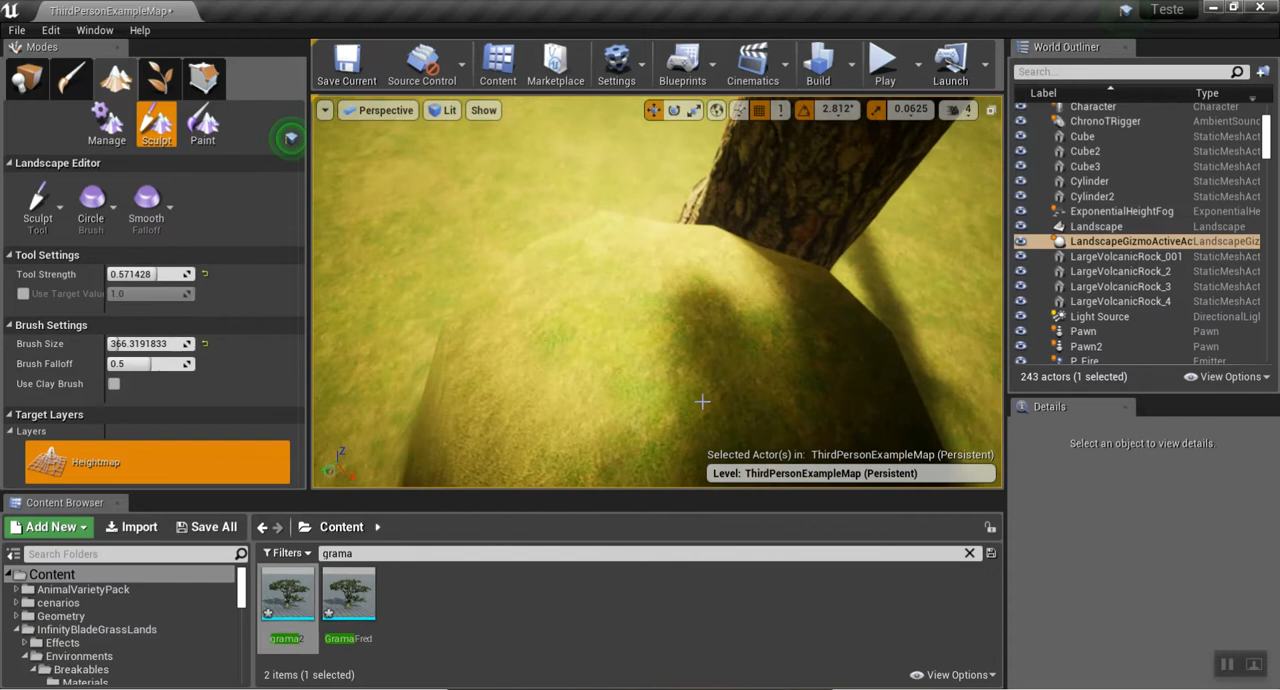 ThirdPersonExampleMap*
Teste
File Edit Window Help
Modes
Save Current Source Control Content Marketplace Settings Blueprints Cinematics Build Play Launch
World Outliner
Search...
Label Type
Manage Sculpt Paint
Perspective Lit Show 1 2.812° 0.0625 4
Landscape Editor
Sculpt Circle Smooth
Tool Brush Falloff
Tool Settings
Tool Strength 0.571428
Use Target Valu 1.0
Brush Settings
Brush Size 366.3191833
Brush Falloff 0.5
Use Clay Brush
Target Layers
Layers
Heightmap
Z
X
Selected Actor(s) in: ThirdPersonExampleMap (Persistent)
Level: ThirdPersonExampleMap (Persistent)
Character Character
ChronoTRigger AmbientSoun
Cube StaticMeshAct
Cube2 StaticMeshAct
Cube3 StaticMeshAct
Cylinder StaticMeshAct
Cylinder2 StaticMeshAct
ExponentialHeightFog ExponentialHe
Landscape Landscape
LandscapeGizmoActiveAc LandscapeGiz
LargeVolcanicRock_001 StaticMeshAct
LargeVolcanicRock_2 StaticMeshAct
LargeVolcanicRock_3 StaticMeshAct
LargeVolcanicRock_4 StaticMeshAct
Light Source DirectionalLigl
Pawn Pawn
Pawn2 Pawn
P_Fire Emitter
243 actors (1 selected) View Options
Details
Select an object to view details.
Content Browser
Add New Import Save All Content
Search Folders
Filters grama
Content
AnimalVarietyPack
cenarios
Geometry
InfinityBladeGrassLands
Effects
Environments
Breakables
Materials
grama2 GramaFred
2 items (1 selected) View Options